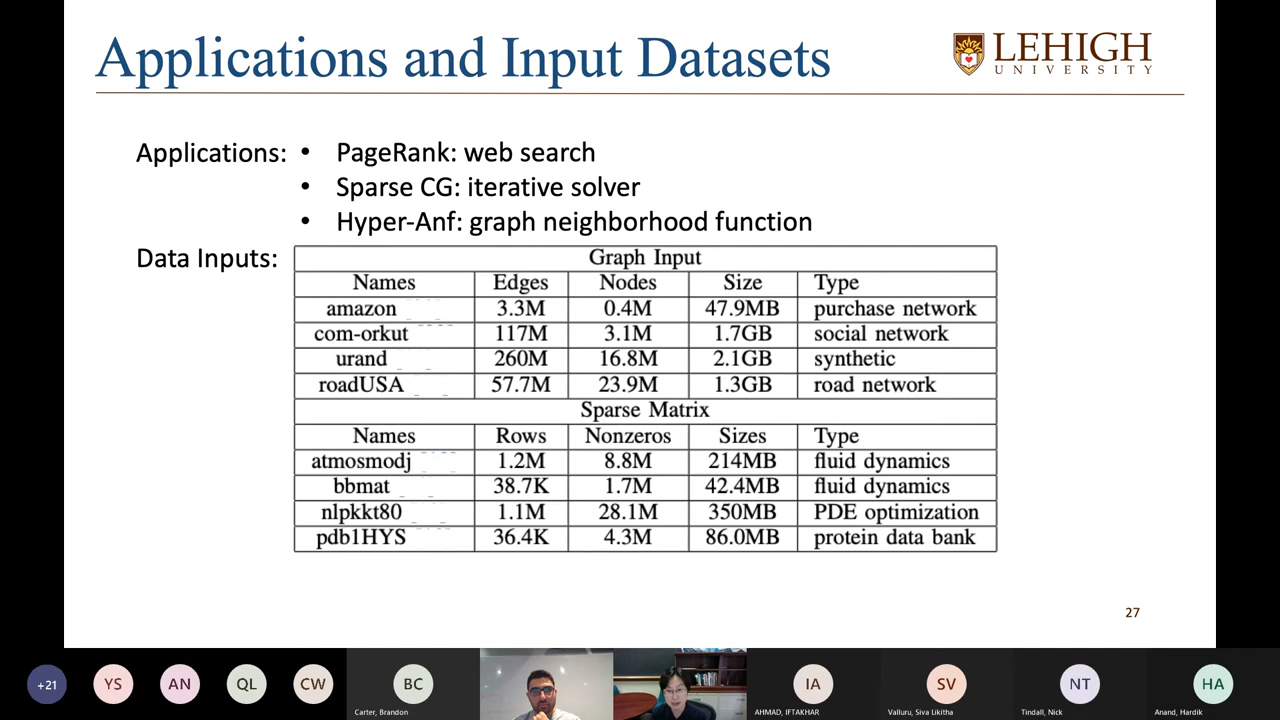 Applications and Input Datasets
LEHIGH
UNIVERSITY
Applications: • PageRank: web search
• Sparse CG: iterative solver
• Hyper-Anf: graph neighborhood function
Data Inputs:
Graph Input
Names Edges Nodes Size Type
amazon 3.3M 0.4M 47.9MB purchase network
com-orkut 117M 3.1M 1.7GB social network
urand 260M 16.8M 2.1GB synthetic
roadUSA 57.7M 23.9M 1.3GB road network
Sparse Matrix
Names Rows Nonzeros Sizes Type
atmosmodj 1.2M 8.8M 214MB fluid dynamics
bbmat 38.7K 1.7M 42.4MB fluid dynamics
nlpkkt80 1.1M 28.1M 350MB PDE optimization
pdb1HYS 36.4K 4.3M 86.0MB protein data bank
27
+21 YS AN QL CW BC IA SV NT HA
Carter, Brandon AHMAD, IFTAKHAR Valluru, Siva Likitha Tindall, Nick Anand, Hardik